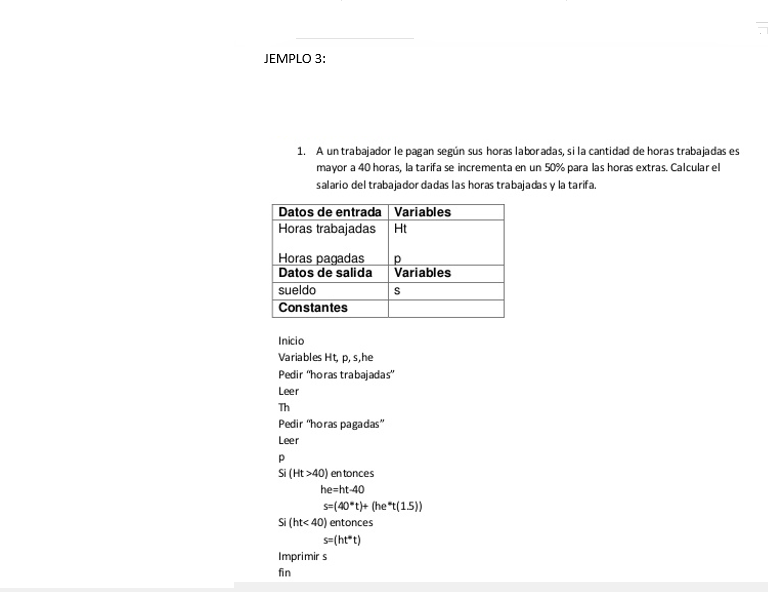 JEMPLO 3:
1. A un trabajador le pagan según sus horas laboradas, si la cantidad de horas trabajadas es
mayor a 40 horas, la tarifa se incrementa en un 50% para las horas extras. Calcular el
salario del trabajador dadas las horas trabajadas y la tarifa.
Datos de entrada Variables
Horas trabajadas Ht
Horas pagadas p
Datos de salida Variables
sueldo s
Constantes
Inicio
Variables Ht, p, s,he
Pedir “horas trabajadas”
Leer
Th
Pedir “horas pagadas”
Leer
p
Si (Ht >40) entonces
he=ht-40
s=(40*t)+ (he*t(1.5))
Si (ht< 40) entonces
s=(ht*t)
Imprimir s
fin